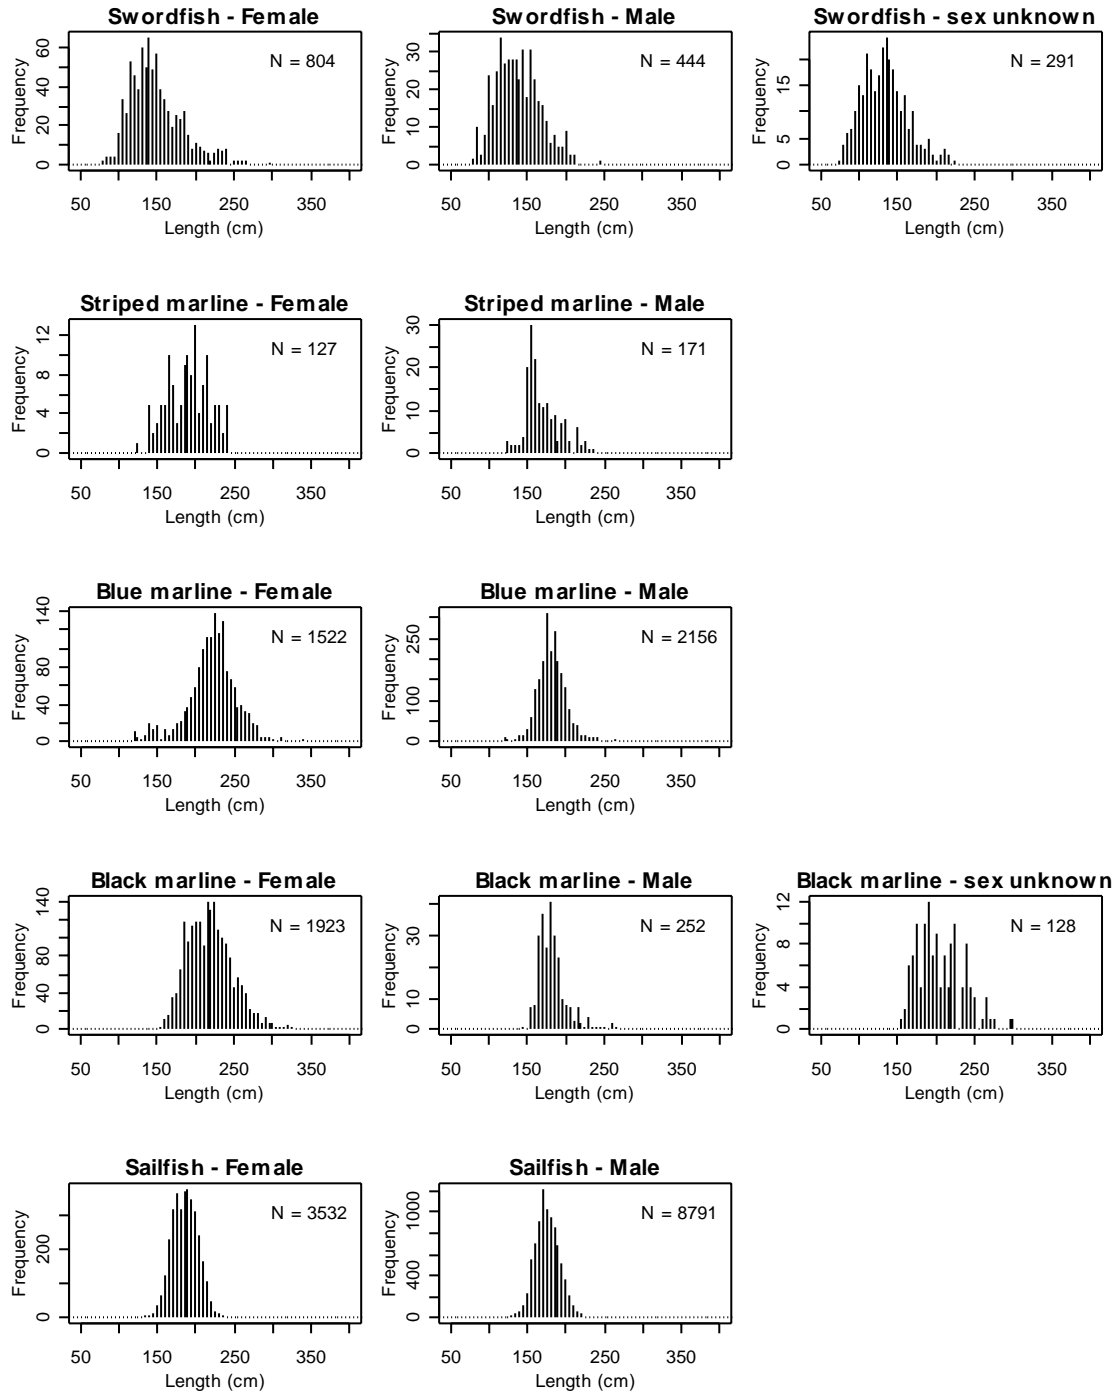 Swordfish - Female
N = 804
Frequency
0 20 40 60
50 150 250 350
Length (cm)
Swordfish - Male
N = 444
Frequency
0 10 20 30
50 150 250 350
Length (cm)
Swordfish - sex unknown
N = 291
Frequency
0 5 15
50 150 250 350
Length (cm)
Striped marline - Female
N = 127
Frequency
0 4 8 12
50 150 250 350
Length (cm)
Striped marline - Male
N = 171
Frequency
0 10 20 30
50 150 250 350
Length (cm)
Blue marline - Female
N = 1522
Frequency
0 40 80 140
50 150 250 350
Length (cm)
Blue marline - Male
N = 2156
Frequency
0 100 250
50 150 250 350
Length (cm)
Black marline - Female
N = 1923
Frequency
0 40 80 140
50 150 250 350
Length (cm)
Black marline - Male
N = 252
Frequency
0 10 30
50 150 250 350
Length (cm)
Black marline - sex unknown
N = 128
Frequency
0 4 8 12
50 150 250 350
Length (cm)
Sailfish - Female
N = 3532
Frequency
0 200
50 150 250 350
Length (cm)
Sailfish - Male
N = 8791
Frequency
0 400 1000
50 150 250 350
Length (cm)